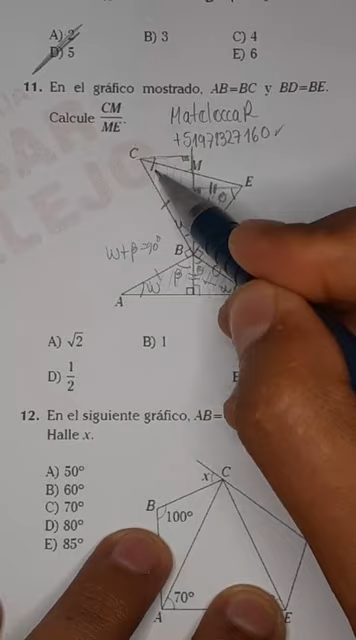 A) 2 B) 3 C) 4
D) 5 E) 6
11. En el gráfico mostrado, AB=BC y BD=BE.
Calcule CM/ME.
MateleccaR
+51971327160
C
M
E
θ
B
w+β=90°
β
θ
w
A
A) √2 B) 1
D) 1/2
12. En el siguiente gráfico, AB=
Halle x.
A) 50°
B) 60°
C) 70°
D) 80°
E) 85°
x
C
B
100°
70°
A
E